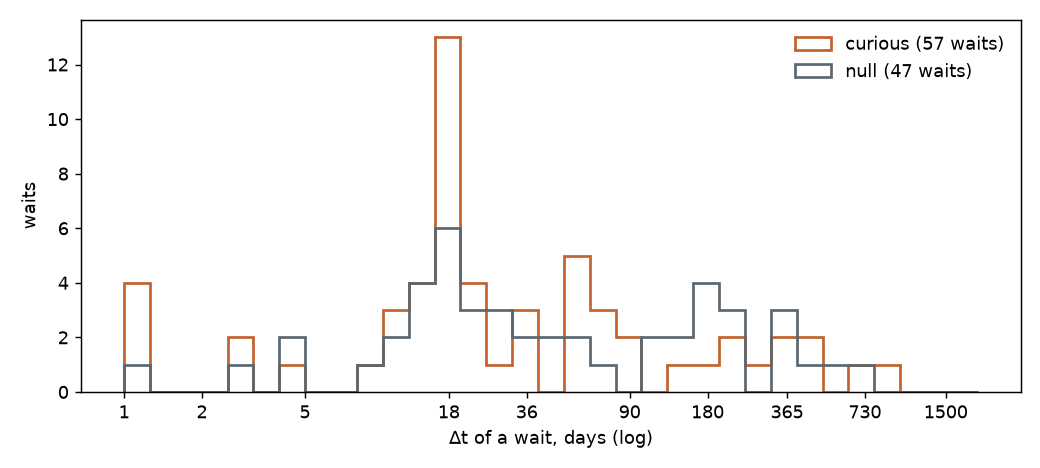 curious (57 waits)
null (47 waits)
waits
12
10
8
6
4
2
0
1 2 5 18 36 90 180 365 730 1500
Δt of a wait, days (log)